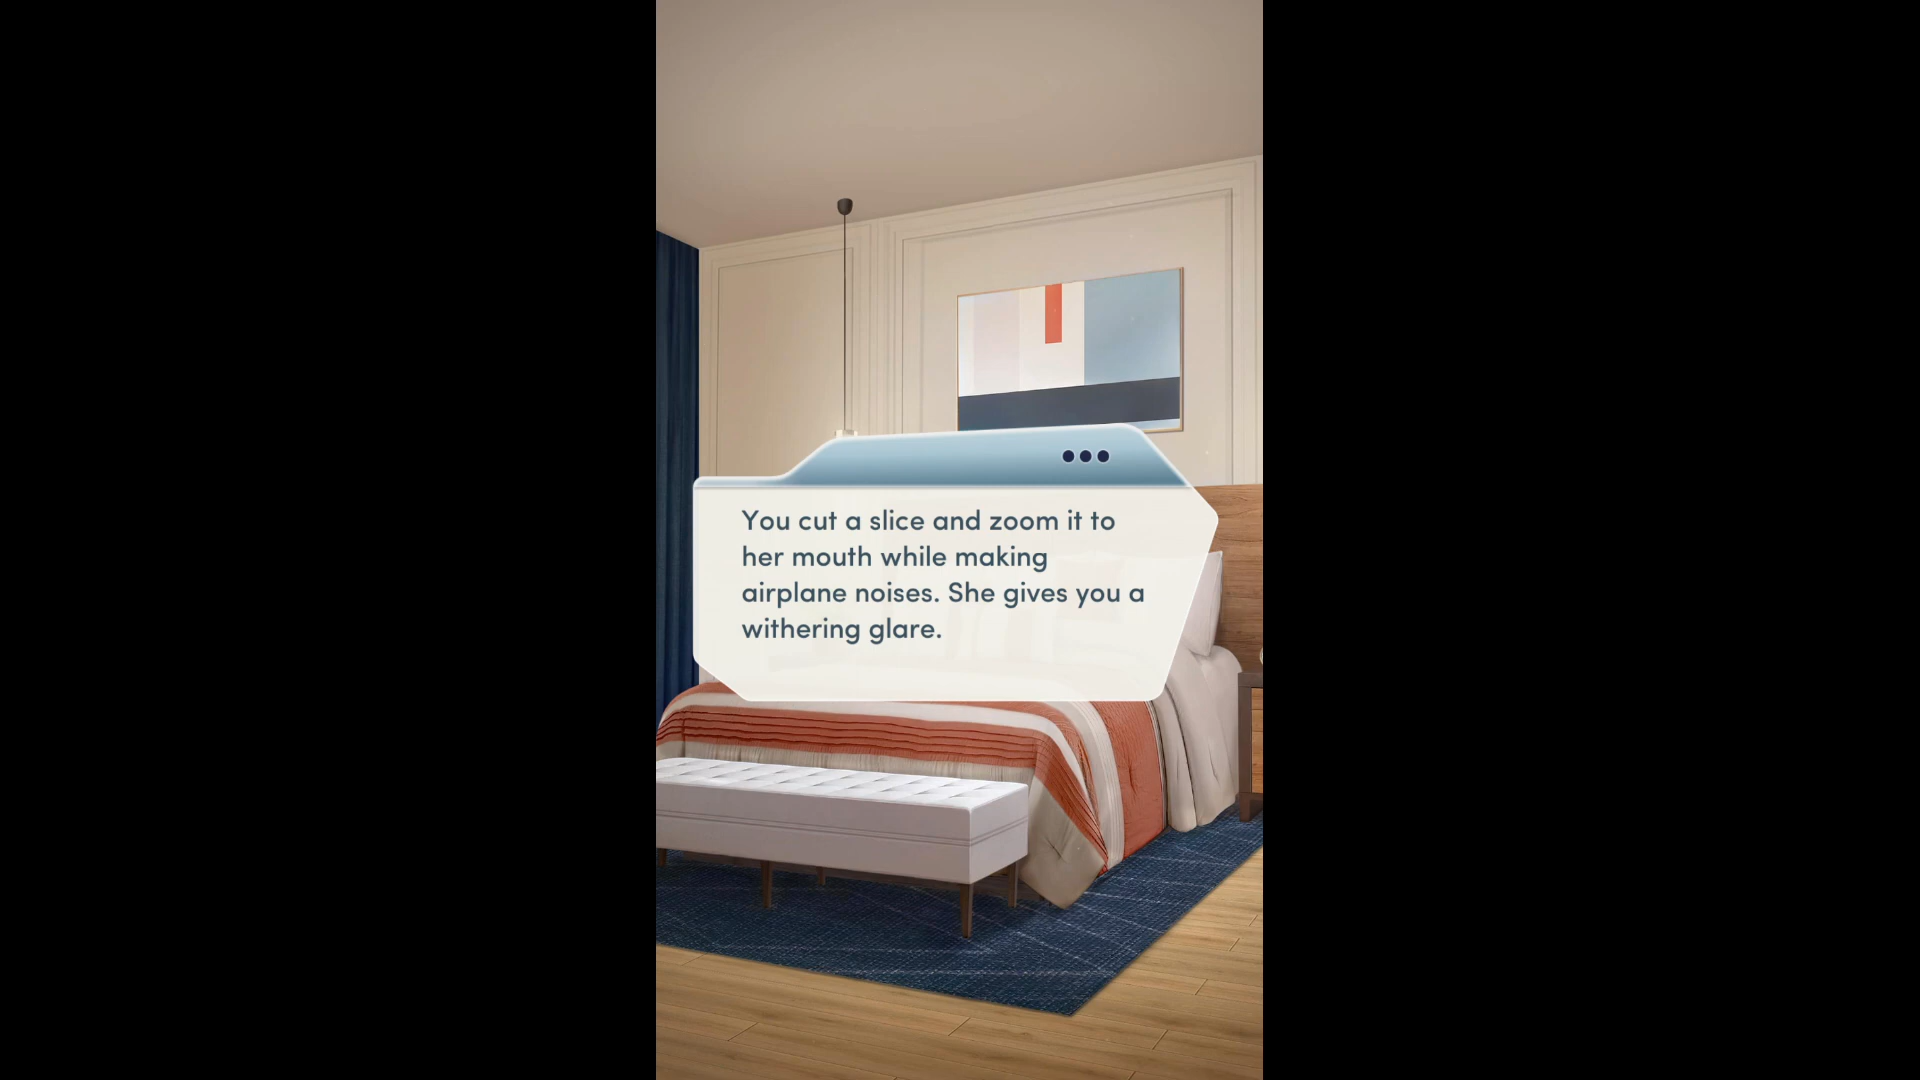 You cut a slice and zoom it to
her mouth while making
airplane noises. She gives you a
withering glare.